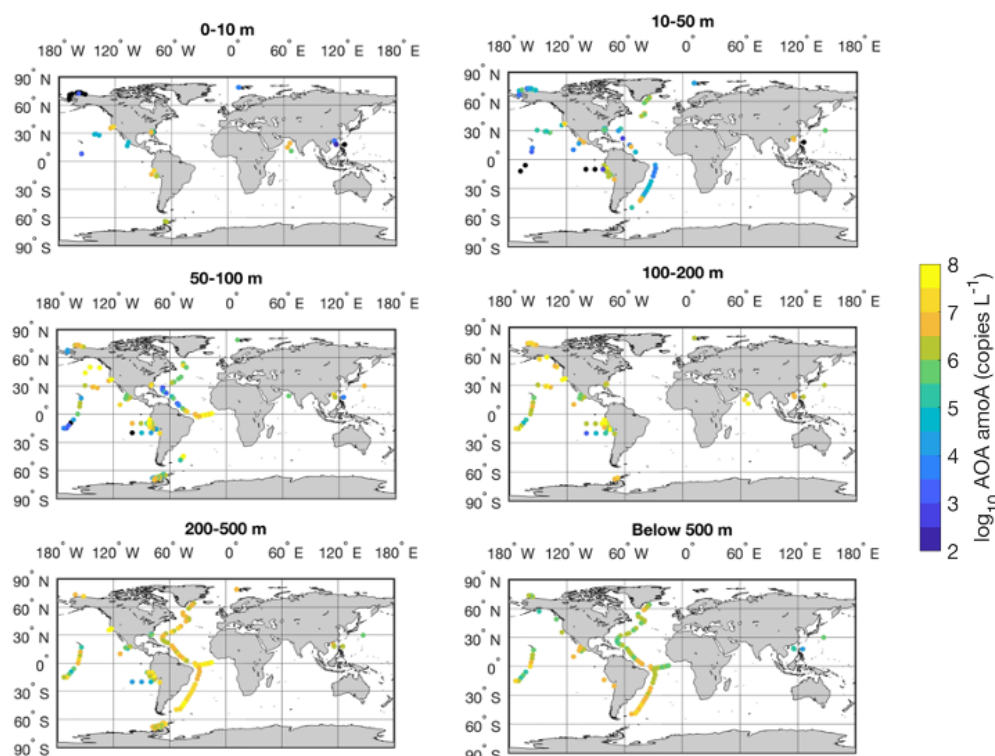 0-10 m
180° W 120° W 60° W 0° E 60° E 120° E 180° E
90° N
60° N
30° N
0°
30° S
60° S
90° S
10-50 m
180° W 120° W 60° W 0° E 60° E 120° E 180° E
90° N
60° N
30° N
0°
30° S
60° S
90° S
50-100 m
180° W 120° W 60° W 0° E 60° E 120° E 180° E
90° N
60° N
30° N
0°
30° S
60° S
90° S
100-200 m
180° W 120° W 60° W 0° E 60° E 120° E 180° E
90° N
60° N
30° N
0°
30° S
60° S
90° S
200-500 m
180° W 120° W 60° W 0° E 60° E 120° E 180° E
90° N
60° N
30° N
0°
30° S
60° S
90° S
Below 500 m
180° W 120° W 60° W 0° E 60° E 120° E 180° E
90° N
60° N
30° N
0°
30° S
60° S
90° S
8
7
6
5
4
3
2
log10 AOA amoA (copies L-1)